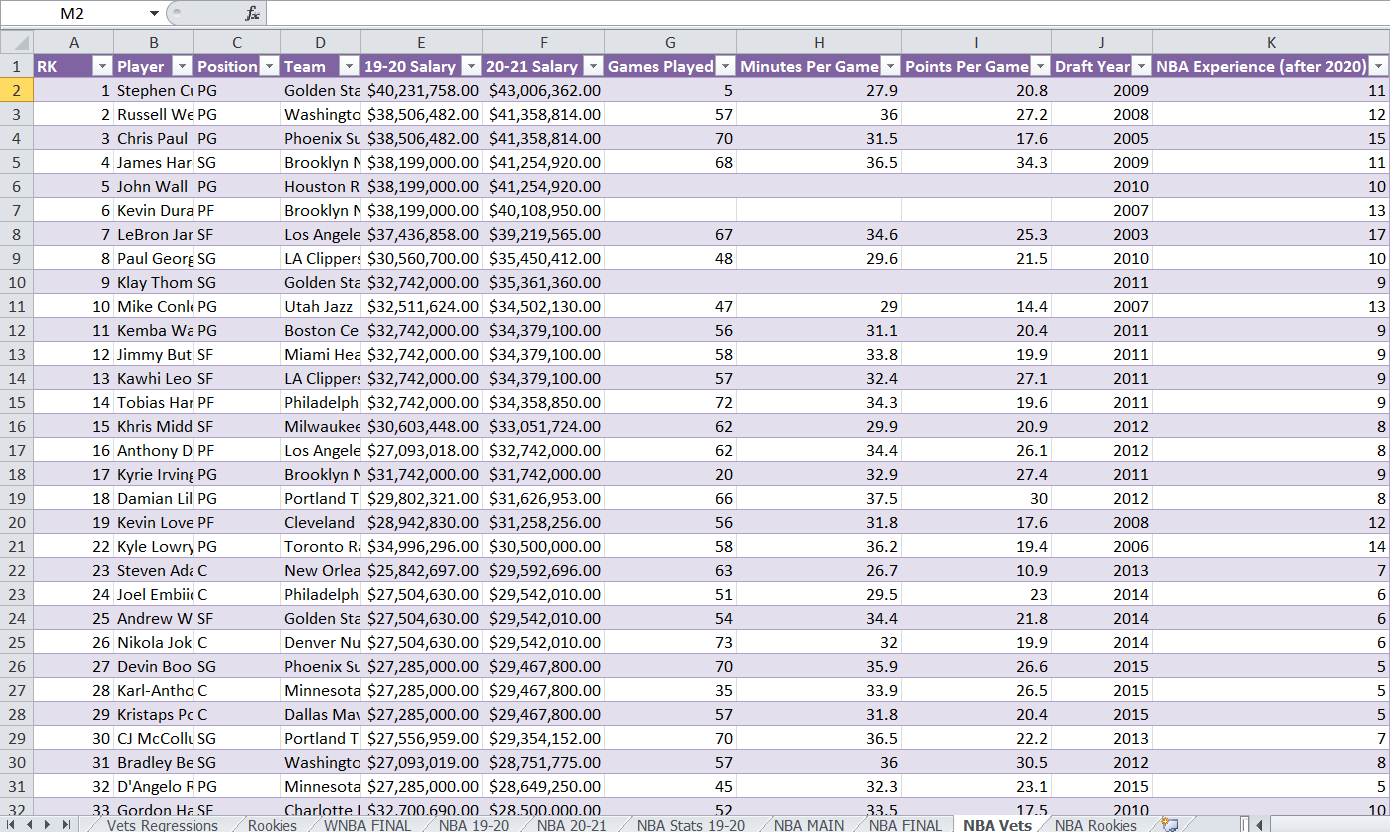 M2 fx
A B C D E F G H I J K
1 RK Player Position Team 19-20 Salary 20-21 Salary Games Played Minutes Per Game Points Per Game Draft Year NBA Experience (after 2020)
2 1 Stephen Cu PG Golden Sta $40,231,758.00 $43,006,362.00 5 27.9 20.8 2009 11
3 2 Russell We PG Washingto $38,506,482.00 $41,358,814.00 57 36 27.2 2008 12
4 3 Chris Paul PG Phoenix Su $38,506,482.00 $41,358,814.00 70 31.5 17.6 2005 15
5 4 James Har SG Brooklyn N $38,199,000.00 $41,254,920.00 68 36.5 34.3 2009 11
6 5 John Wall PG Houston R $38,199,000.00 $41,254,920.00 2010 10
7 6 Kevin Dura PF Brooklyn N $38,199,000.00 $40,108,950.00 2007 13
8 7 LeBron Jar SF Los Angele $37,436,858.00 $39,219,565.00 67 34.6 25.3 2003 17
9 8 Paul Georg SG LA Clippers $30,560,700.00 $35,450,412.00 48 29.6 21.5 2010 10
10 9 Klay Thom SG Golden Sta $32,742,000.00 $35,361,360.00 2011 9
11 10 Mike Conle PG Utah Jazz $32,511,624.00 $34,502,130.00 47 29 14.4 2007 13
12 11 Kemba Wa PG Boston Ce $32,742,000.00 $34,379,100.00 56 31.1 20.4 2011 9
13 12 Jimmy But SF Miami Hea $32,742,000.00 $34,379,100.00 58 33.8 19.9 2011 9
14 13 Kawhi Leo SF LA Clippers $32,742,000.00 $34,379,100.00 57 32.4 27.1 2011 9
15 14 Tobias Har PF Philadelph $32,742,000.00 $34,358,850.00 72 34.3 19.6 2011 9
16 15 Khris Midd SF Milwaukee $30,603,448.00 $33,051,724.00 62 29.9 20.9 2012 8
17 16 Anthony D PF Los Angele $27,093,018.00 $32,742,000.00 62 34.4 26.1 2012 8
18 17 Kyrie Irving PG Brooklyn N $31,742,000.00 $31,742,000.00 20 32.9 27.4 2011 9
19 18 Damian Lil PG Portland T $29,802,321.00 $31,626,953.00 66 37.5 30 2012 8
20 19 Kevin Love PF Cleveland $28,942,830.00 $31,258,256.00 56 31.8 17.6 2008 12
21 22 Kyle Lowry PG Toronto Ra $34,996,296.00 $30,500,000.00 58 36.2 19.4 2006 14
22 23 Steven Ada C New Orlea $25,842,697.00 $29,592,696.00 63 26.7 10.9 2013 7
23 24 Joel Embiid C Philadelph $27,504,630.00 $29,542,010.00 51 29.5 23 2014 6
24 25 Andrew W SF Golden Sta $27,504,630.00 $29,542,010.00 54 34.4 21.8 2014 6
25 26 Nikola Jok C Denver Nu $27,504,630.00 $29,542,010.00 73 32 19.9 2014 6
26 27 Devin Boo SG Phoenix Su $27,285,000.00 $29,467,800.00 70 35.9 26.6 2015 5
27 28 Karl-Antho C Minnesota $27,285,000.00 $29,467,800.00 35 33.9 26.5 2015 5
28 29 Kristaps Po C Dallas Mav $27,285,000.00 $29,467,800.00 57 31.8 20.4 2015 5
29 30 CJ McCollu SG Portland T $27,556,959.00 $29,354,152.00 70 36.5 22.2 2013 7
30 31 Bradley Be SG Washingto $27,093,019.00 $28,751,775.00 57 36 30.5 2012 8
31 32 D'Angelo R PG Minnesota $27,285,000.00 $28,649,250.00 45 32.3 23.1 2015 5
32 33 Gordon Ha SF Charlotte $32,700,690.00 $28,500,000.00 52 33.5 17.5 2010 10
Vets Regressions Rookies WNBA FINAL NBA 19-20 NBA 20-21 NBA Stats 19-20 NBA MAIN NBA FINAL NBA Vets NBA Rookies